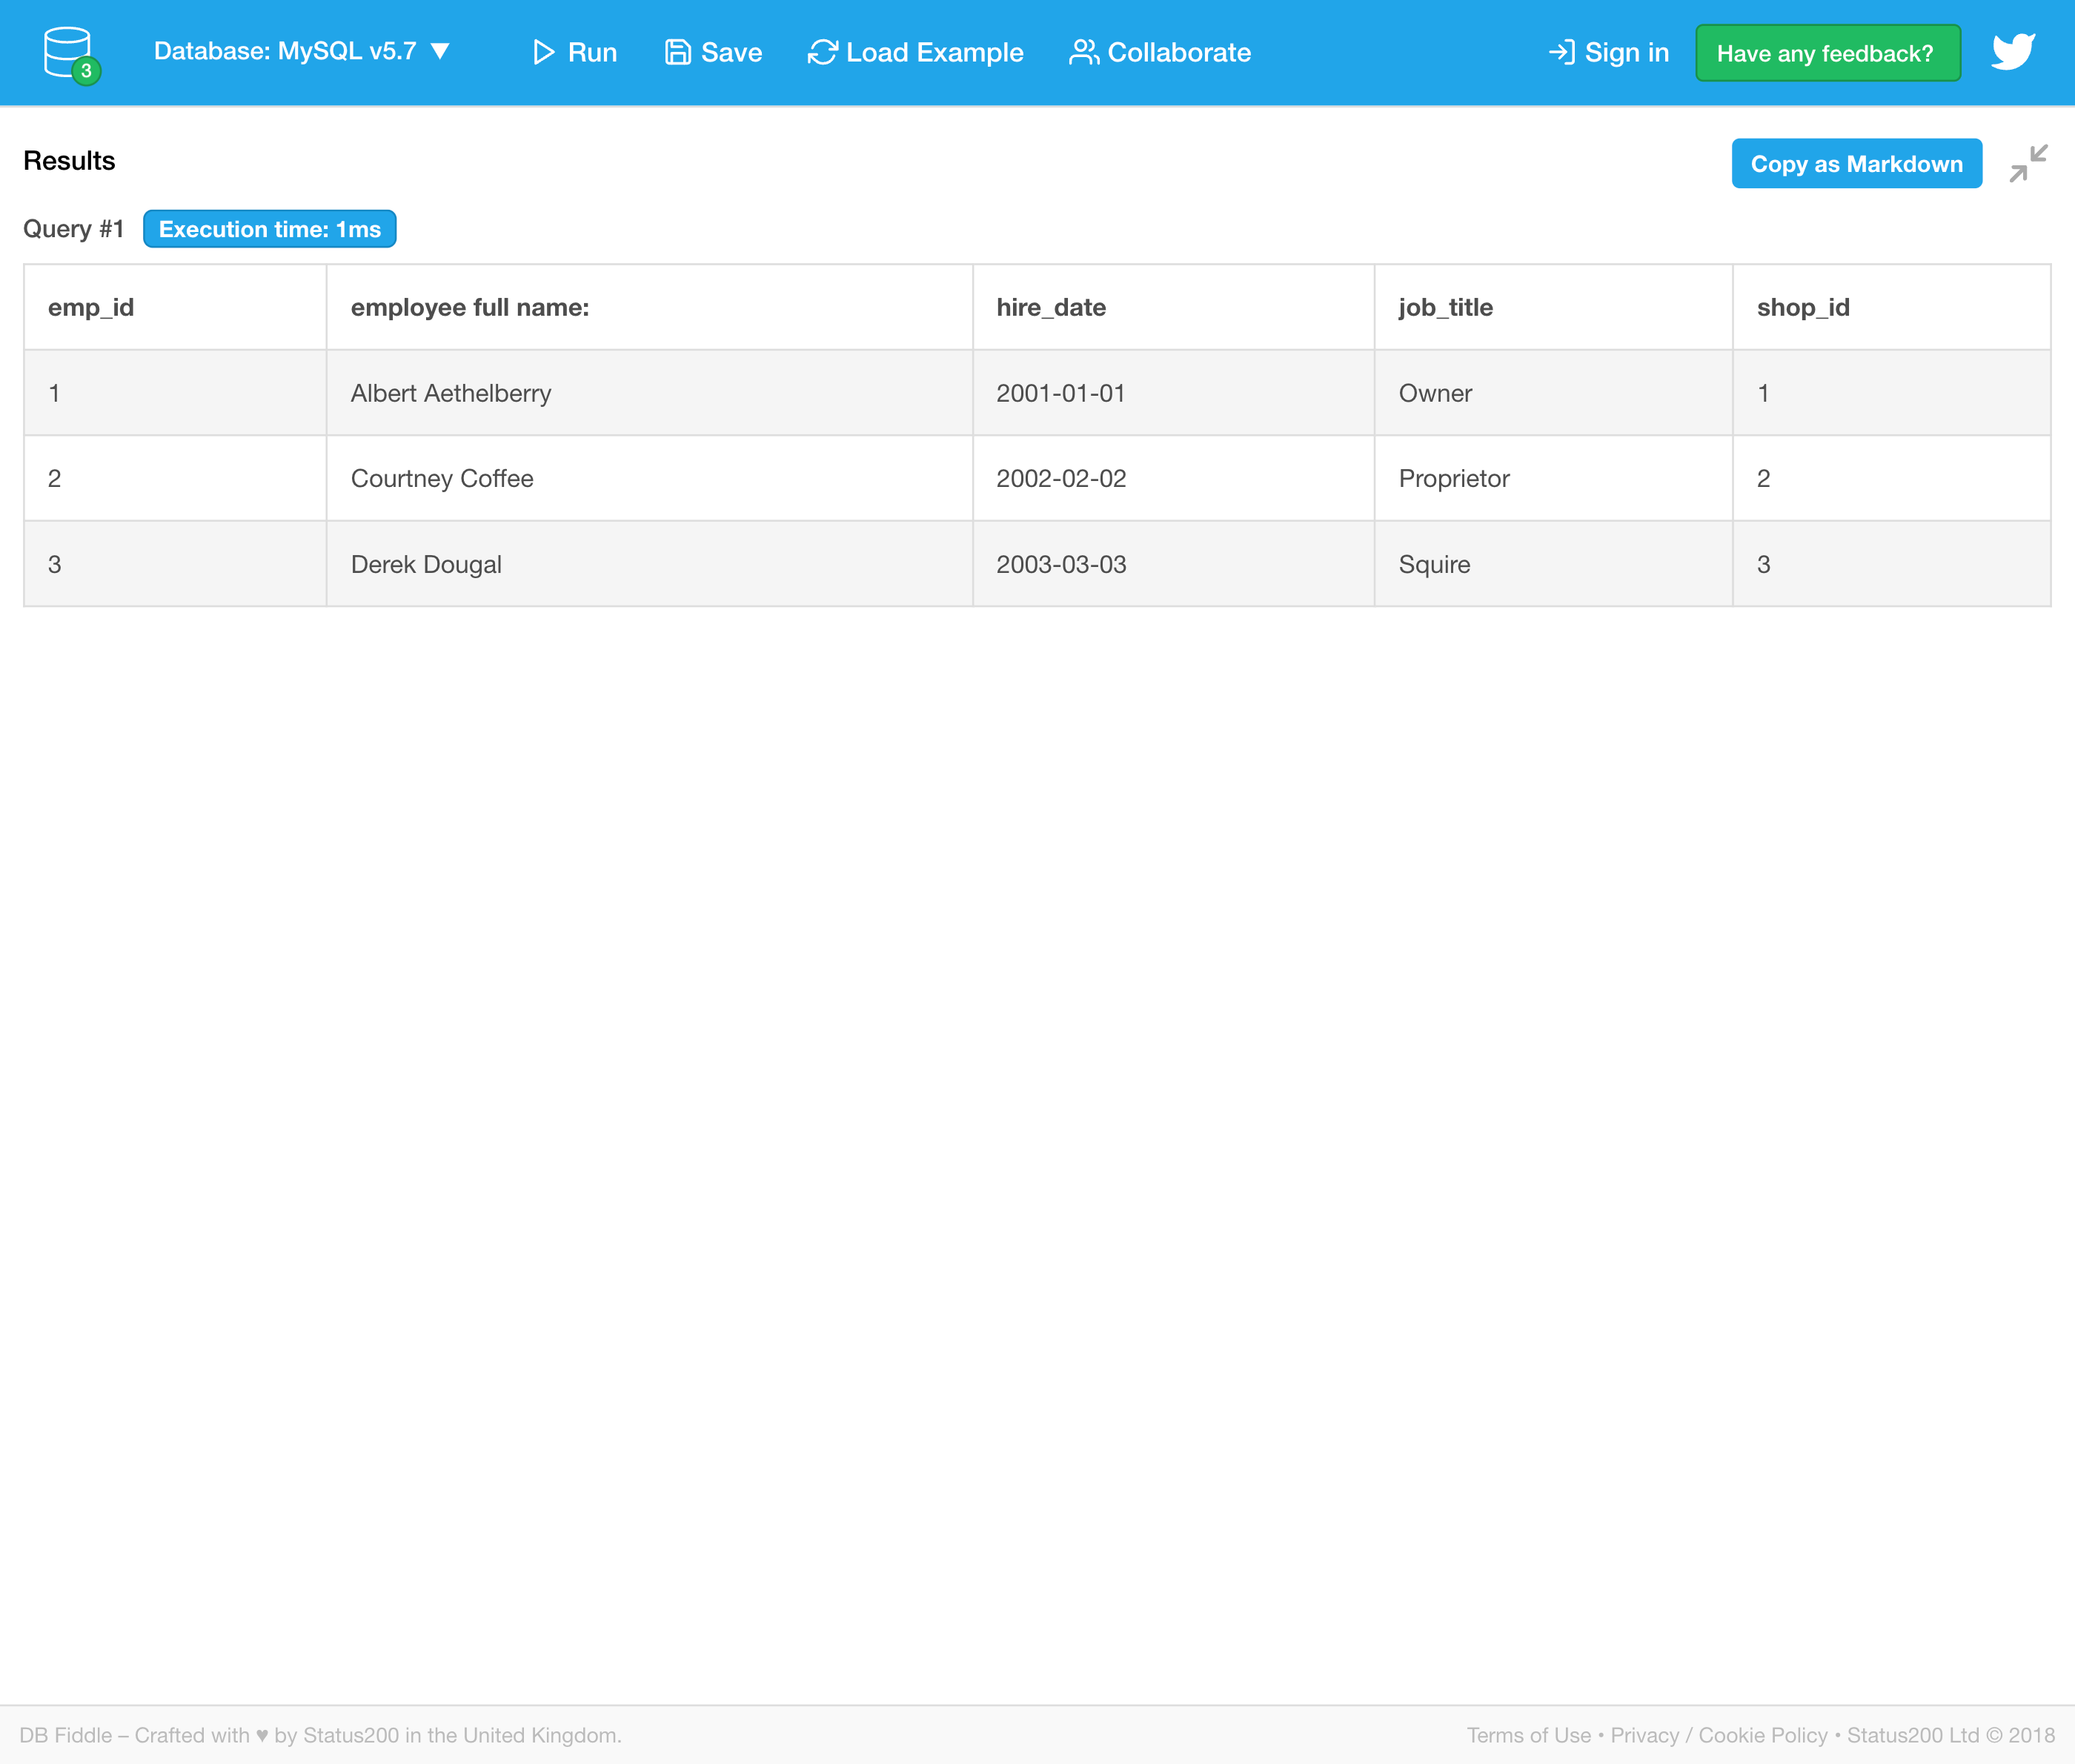 3 Database: MySQL v5.7 ▼ Run Save Load Example Collaborate Sign in Have any feedback?
Results Copy as Markdown
Query #1 Execution time: 1ms
emp_id employee full name: hire_date job_title shop_id
1 Albert Aethelberry 2001-01-01 Owner 1
2 Courtney Coffee 2002-02-02 Proprietor 2
3 Derek Dougal 2003-03-03 Squire 3
DB Fiddle – Crafted with ♥ by Status200 in the United Kingdom. Terms of Use • Privacy / Cookie Policy • Status200 Ltd © 2018